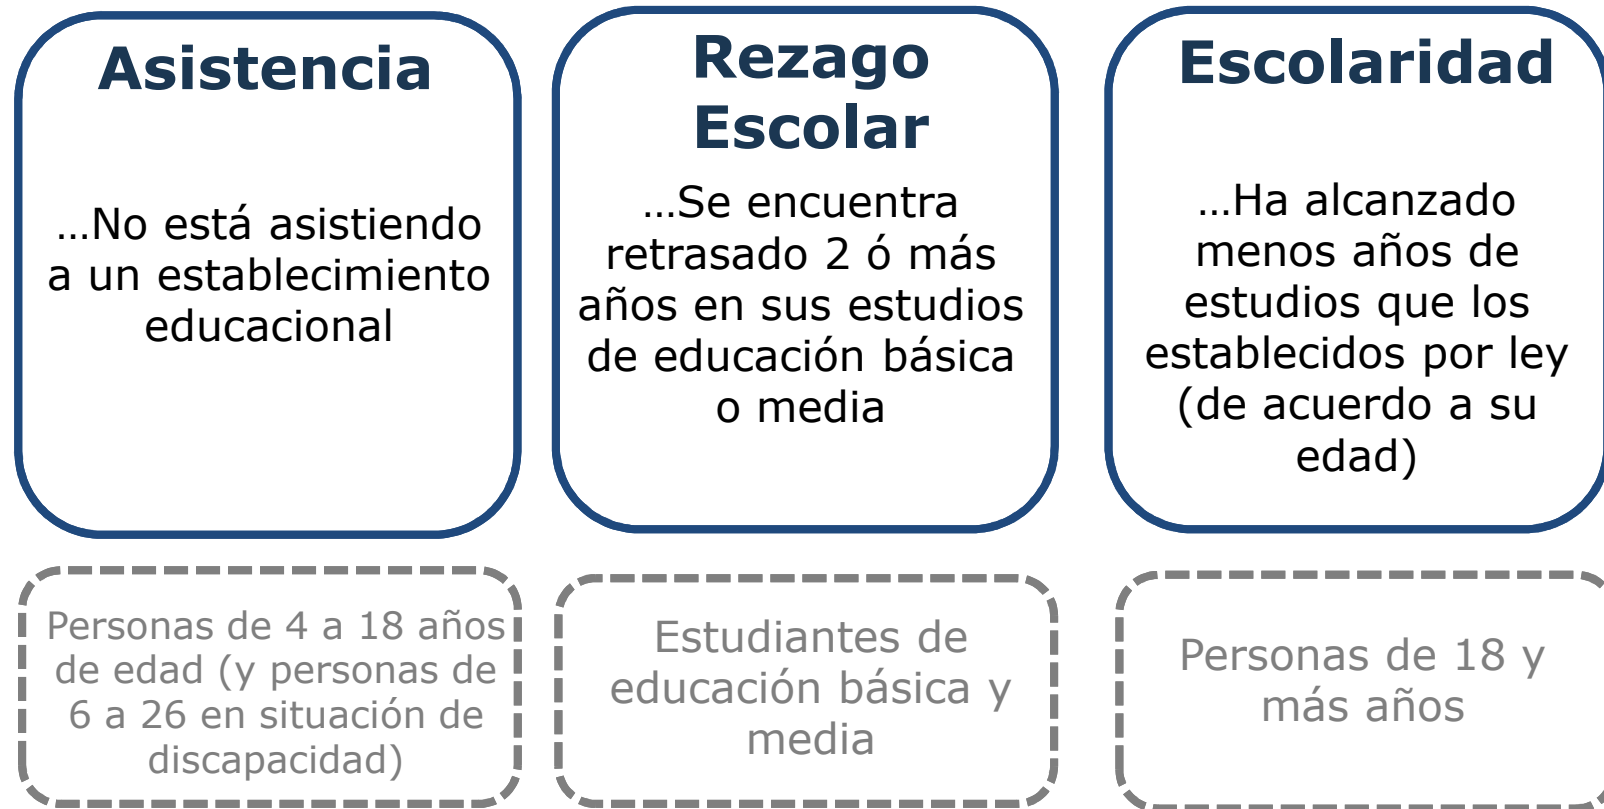 Asistencia
…No está asistiendo
a un establecimiento
educacional
Personas de 4 a 18 años
de edad (y personas de
6 a 26 en situación de
discapacidad)
Rezago
Escolar
…Se encuentra
retrasado 2 ó más
años en sus estudios
de educación básica
o media
Estudiantes de
educación básica y
media
Escolaridad
…Ha alcanzado
menos años de
estudios que los
establecidos por ley
(de acuerdo a su
edad)
Personas de 18 y
más años